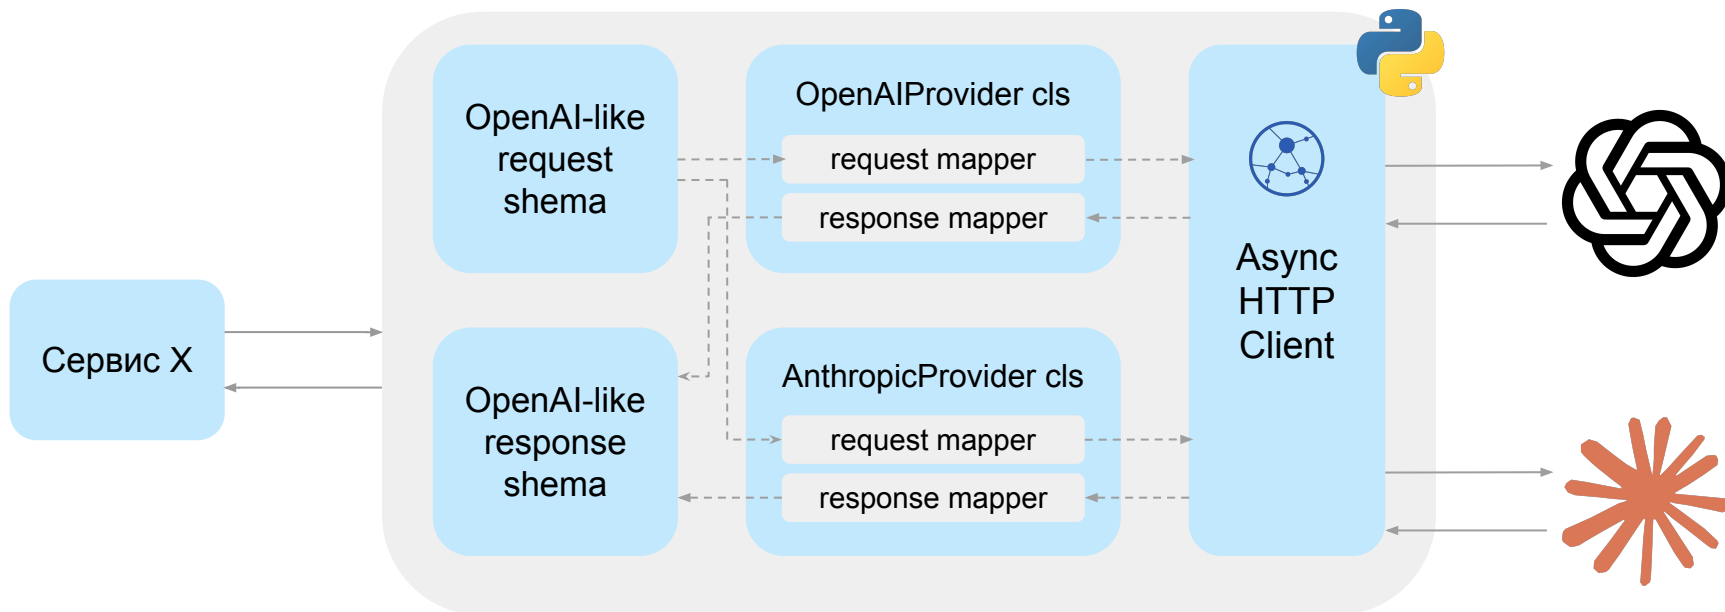 Сервис X
OpenAI-like
request
shema
OpenAI-like
response
shema
OpenAIProvider cls
request mapper
response mapper
AnthropicProvider cls
request mapper
response mapper
Async
HTTP
Client